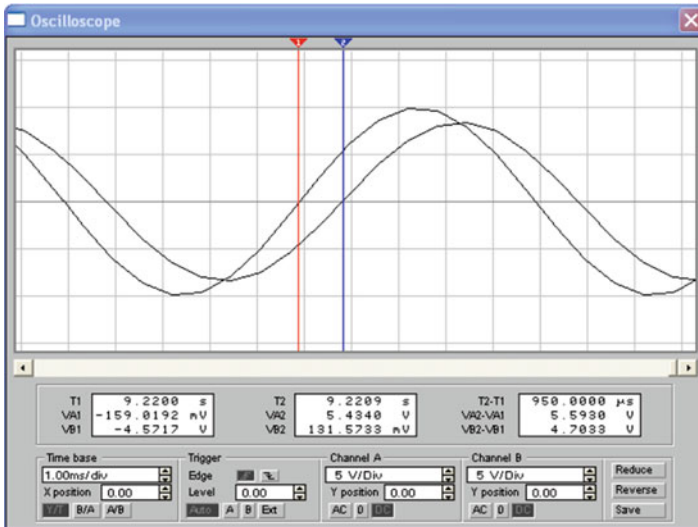 Oscilloscope
1 2
T1 9.2200 s T2 9.2209 s T2-T1 950.0000 µs
VA1 -159.0192 mV VA2 5.4340 V VA2-VA1 5.5930 V
VB1 -4.5717 V VB2 131.5733 mV VB2-VB1 4.7033 V
Time base Trigger Channel A Channel B
1.00ms/div Edge 5 V/Div 5 V/Div Reduce
X position 0.00 Level 0.00 Y position 0.00 Y position 0.00 Reverse
Y/T B/A A/B Auto A B Ext AC 0 DC AC 0 DC Save